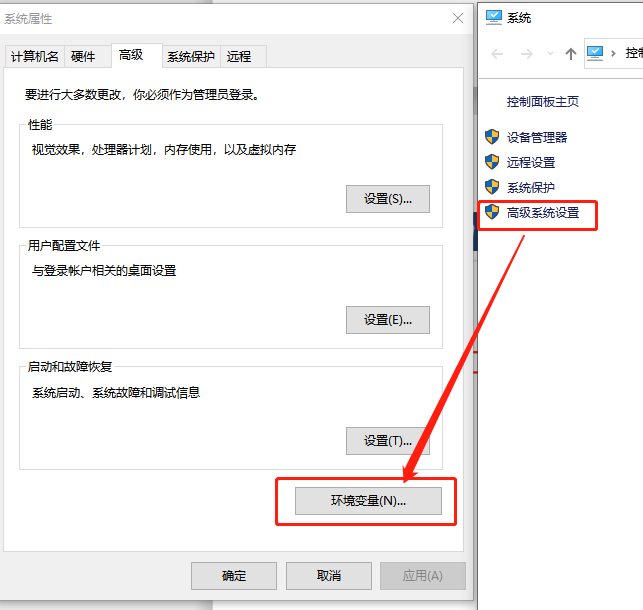 系统属性
计算机名
硬件
高级
系统保护
远程
要进行大多数更改，你必须作为管理员登录。
性能
视觉效果，处理器计划，内存使用，以及虚拟内存
设置(S)...
用户配置文件
与登录帐户相关的桌面设置
设置(E)...
启动和故障恢复
系统启动、系统故障和调试信息
设置(T)...
环境变量(N)...
确定
取消
应用(A)
系统
控
控制面板主页
设备管理器
远程设置
系统保护
高级系统设置